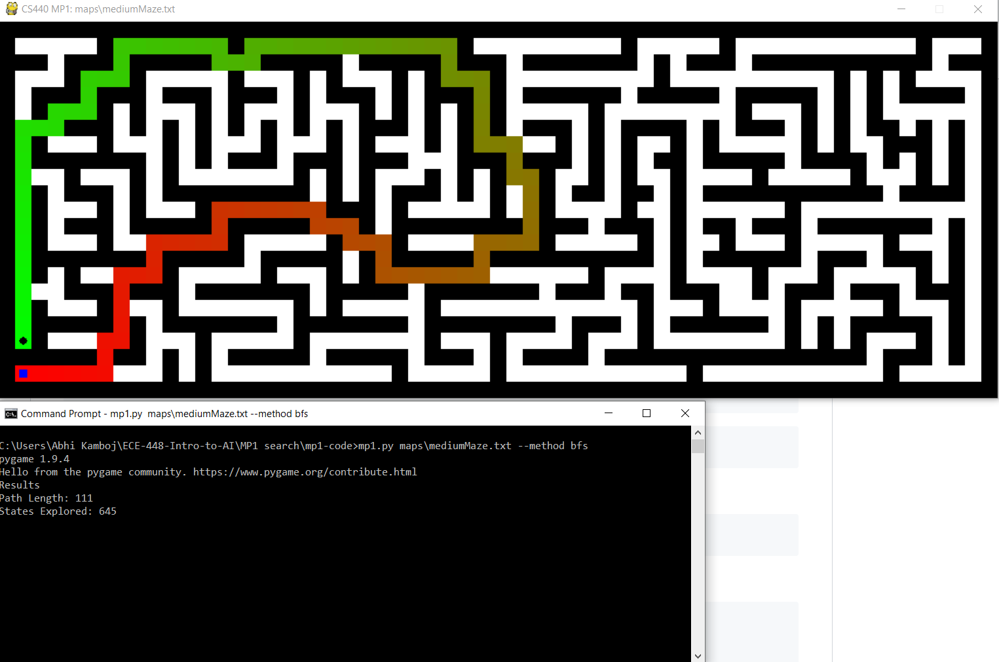 CS440 MP1: maps\mediumMaze.txt
Command Prompt - mp1.py  maps\mediumMaze.txt --method bfs
C:\Users\Abhi Kamboj\ECE-448-Intro-to-AI\MP1 search\mp1-code>mp1.py maps\mediumMaze.txt --method bfs
pygame 1.9.4
Hello from the pygame community. https://www.pygame.org/contribute.html
Results
Path Length: 111
States Explored: 645